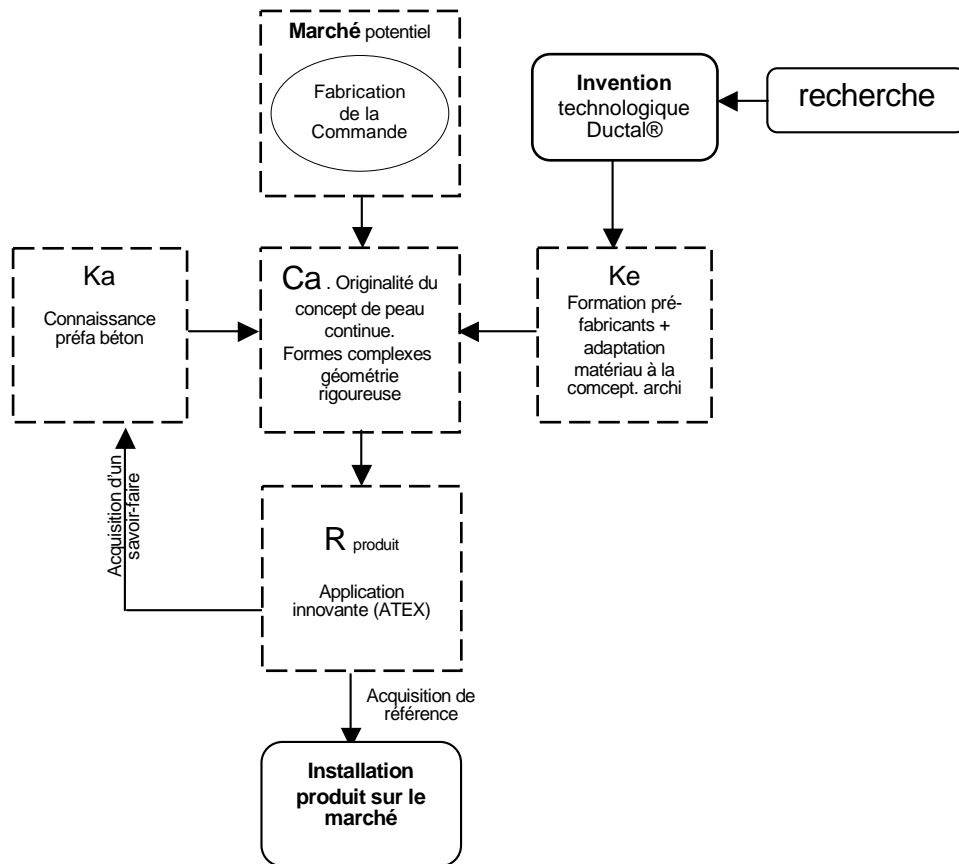 Marché potentiel
Fabrication
de la
Commande
Invention
technologique
Ductal®
recherche
Ka
Connaissance
préfa béton
Ca . Originalité du
concept de peau
continue.
Formes complexes
géométrie
rigoureuse
Ke
Formation pré-
fabricants +
adaptation
matériau à la
comcept. archi
Acquisition d'un
savoir-faire
R produit
Application
innovante (ATEX)
Acquisition de
référence
Installation
produit sur le
marché